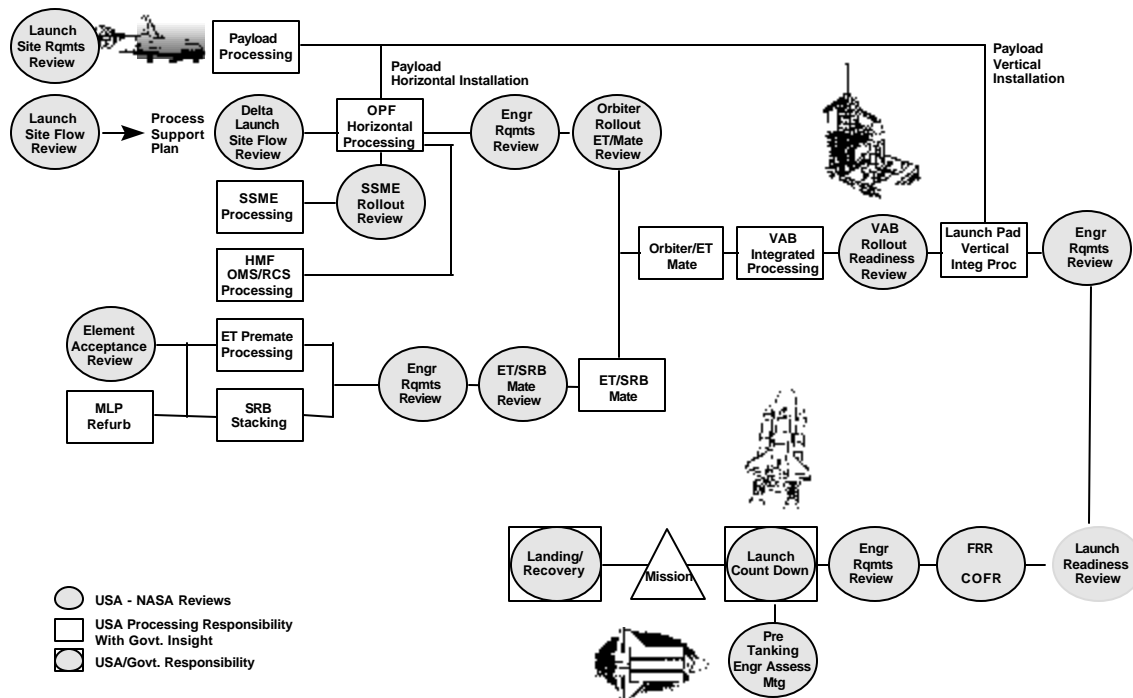 Launch
Site Rqmts
Review
Payload
Processing
Payload
Horizontal Installation
Payload
Vertical
Installation
Launch
Site Flow
Review
Process
Support
Plan
Delta
Launch
Site Flow
Review
OPF
Horizontal
Processing
Engr
Rqmts
Review
Orbiter
Rollout
ET/Mate
Review
SSME
Processing
SSME
Rollout
Review
HMF
OMS/RCS
Processing
Orbiter/ET
Mate
VAB
Integrated
Processing
VAB
Rollout
Readiness
Review
Launch Pad
Vertical
Integ Proc
Engr
Rqmts
Review
Element
Acceptance
Review
ET Premate
Processing
MLP
Refurb
SRB
Stacking
Engr
Rqmts
Review
ET/SRB
Mate
Review
ET/SRB
Mate
Landing/
Recovery
Mission
Launch
Count Down
Engr
Rqmts
Review
FRR
COFR
Launch
Readiness
Review
Pre
Tanking
Engr Assess
Mtg
USA - NASA Reviews
USA Processing Responsibility
With Govt. Insight
USA/Govt. Responsibility